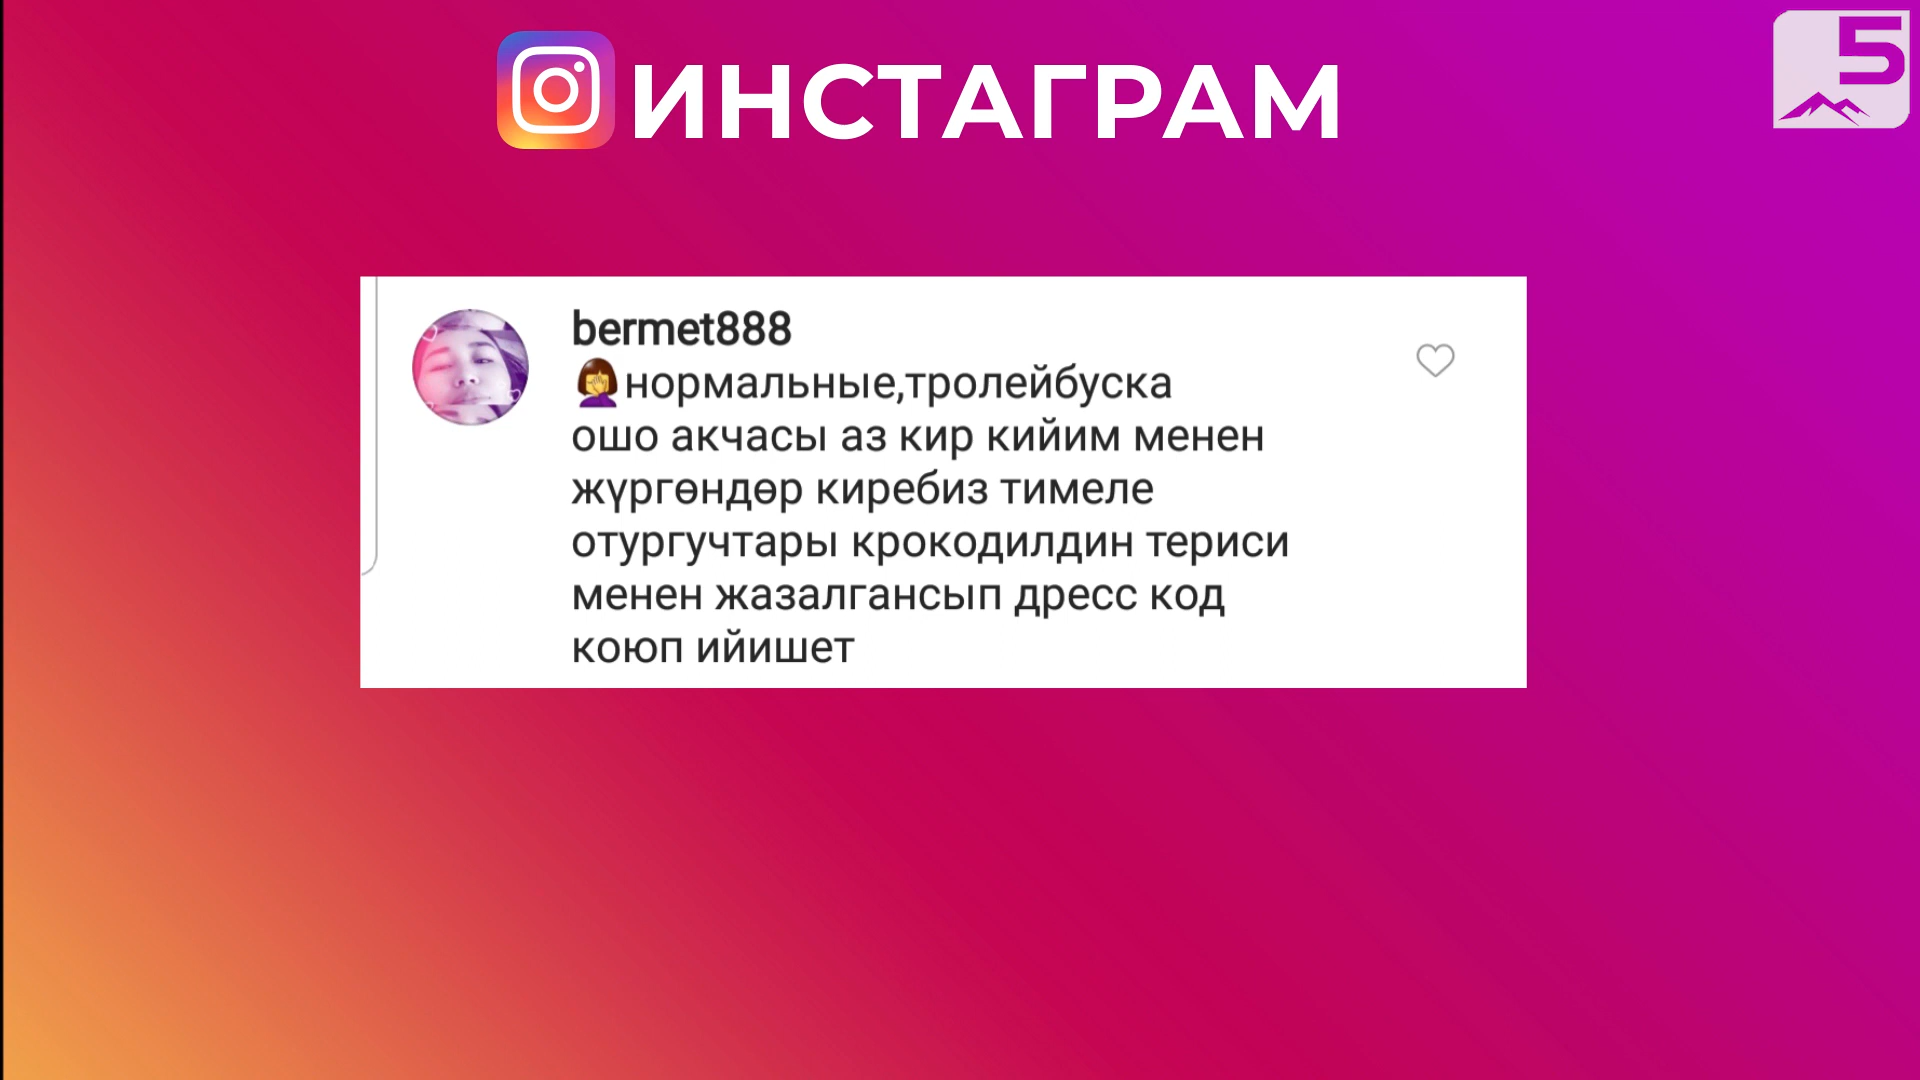 ИНСТАГРАМ
5
bermet888
🤦‍♀️нормальные,тролейбуска
ошо акчасы аз кир кийим менен
жүргөндөр киребиз тимеле
отургучтары крокодилдин териси
менен жазалгансып дресс код
коюп ийишет